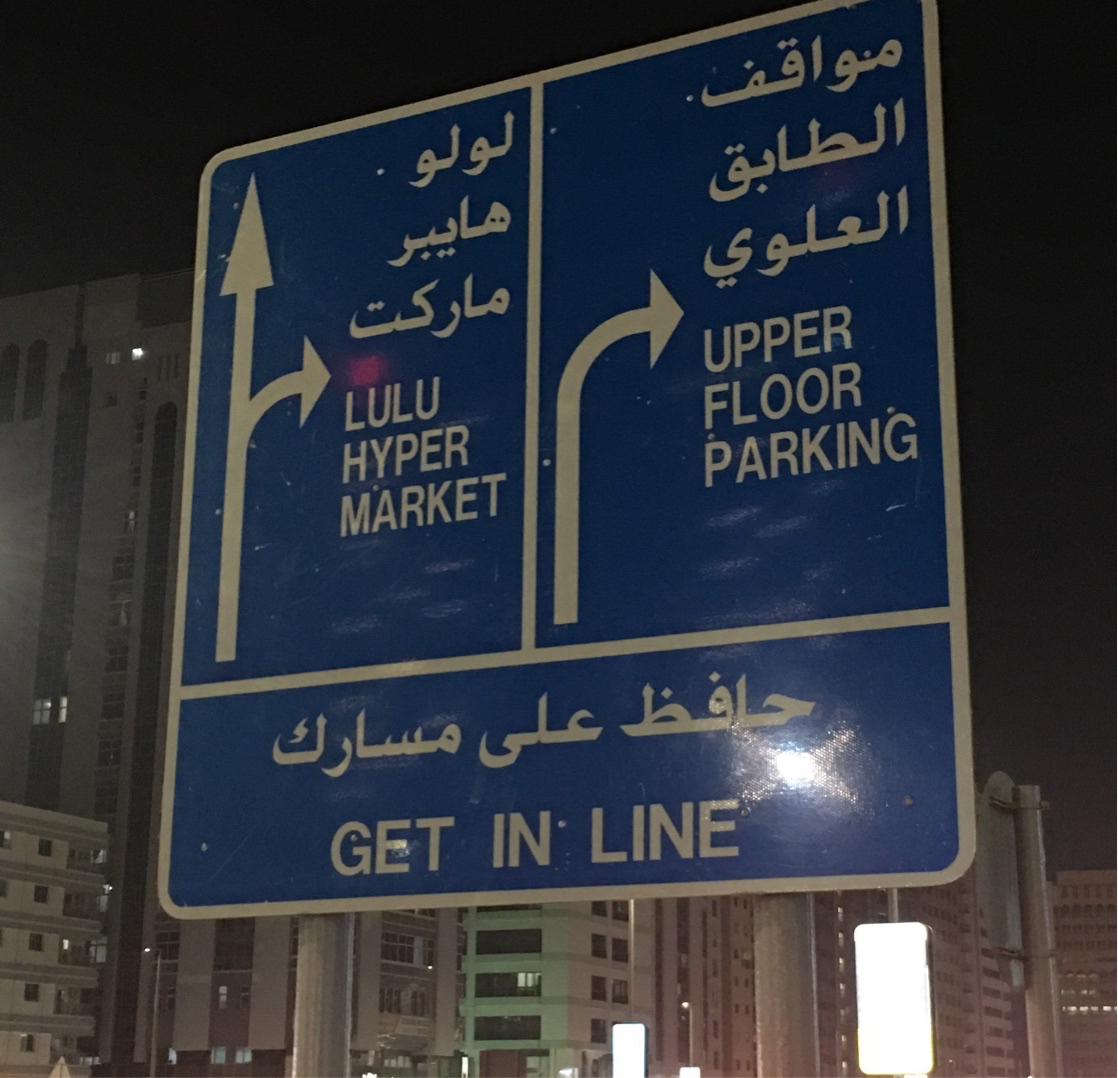 لولو
هايبر
ماركت
LULU
HYPER
MARKET
مواقف
الطابق
العلوي
UPPER
FLOOR
PARKING
حافظ على مسارك
GET IN LINE